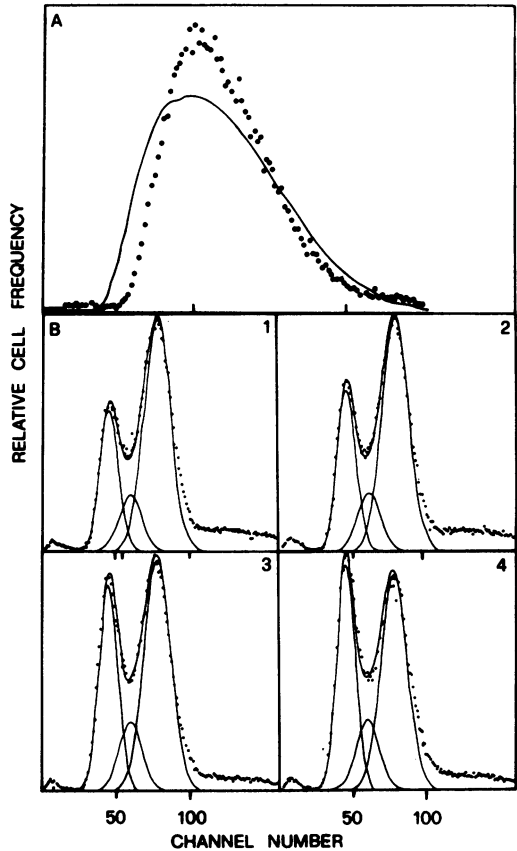 A
RELATIVE CELL FREQUENCY
B 1
2
3
4
50 100
50 100
CHANNEL NUMBER